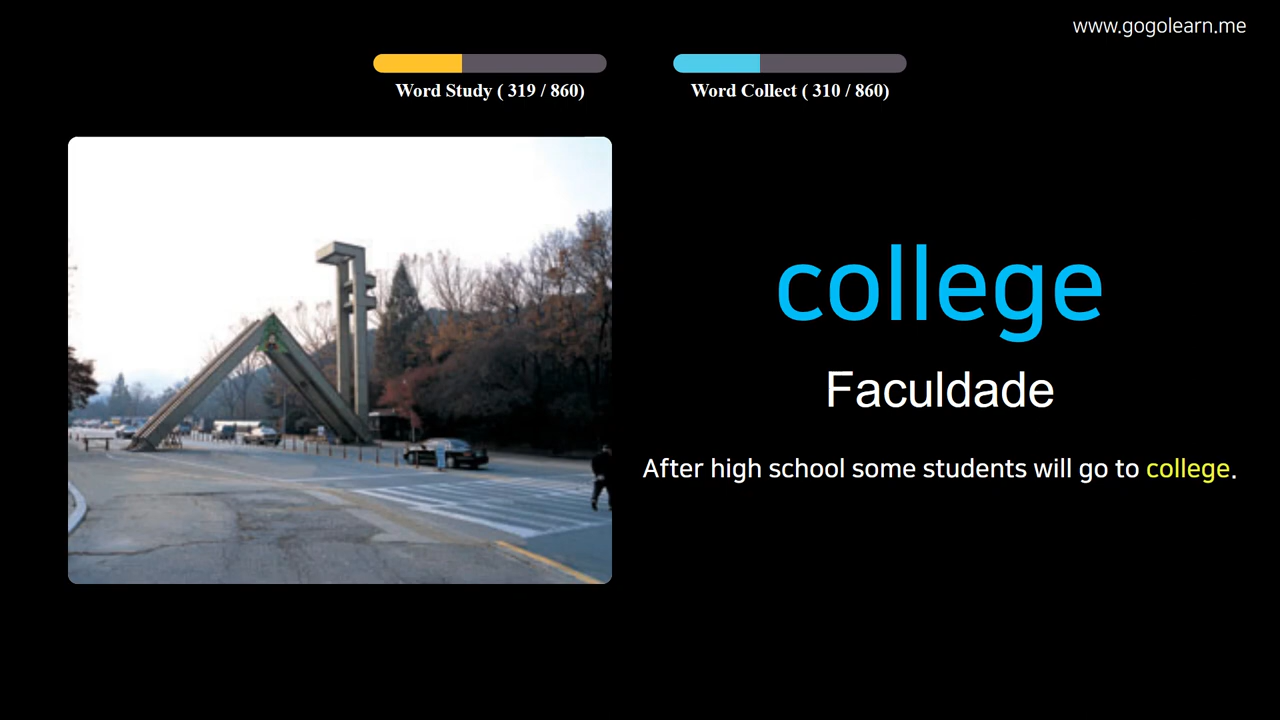 www.gogolearn.me
Word Study ( 319 / 860)
Word Collect ( 310 / 860)
college
Faculdade
After high school some students will go to college.